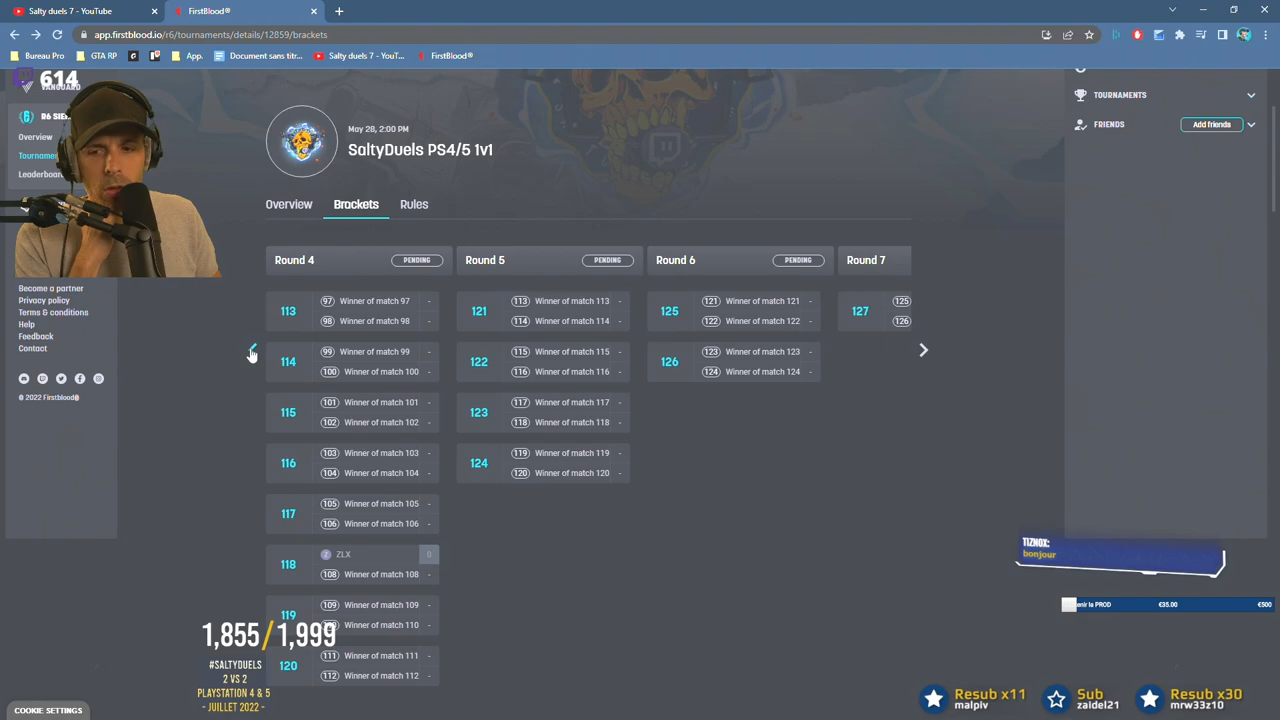 Salty duels 7 - YouTube
FirstBlood®
app.firstblood.io/r6/tournaments/details/12859/brackets
Bureau Pro
GTA RP
App.
Document sans titr...
Salty duels 7 - YouT...
FirstBlood®
614
VANGUARD
R6 SIE
Overview
Tourname
Leaderboar
Become a partner
Privacy policy
Terms & conditions
Help
Feedback
Contact
© 2022 Firstblood®
May 28, 2:00 PM
SaltyDuels PS4/5 1v1
Overview
Brackets
Rules
TOURNAMENTS
FRIENDS
Add friends
Round 4 PENDING
Round 5 PENDING
Round 6 PENDING
Round 7
113
97 Winner of match 97 -
98 Winner of match 98 -
114
99 Winner of match 99 -
100 Winner of match 100 -
115
101 Winner of match 101 -
102 Winner of match 102 -
116
103 Winner of match 103 -
104 Winner of match 104 -
117
105 Winner of match 105 -
106 Winner of match 106 -
118
Z ZLX 0
108 Winner of match 108 -
119
109 Winner of match 109 -
Winner of match 110 -
120
111 Winner of match 111 -
112 Winner of match 112 -
121
113 Winner of match 113 -
114 Winner of match 114 -
122
115 Winner of match 115 -
116 Winner of match 116 -
123
117 Winner of match 117 -
118 Winner of match 118 -
124
119 Winner of match 119 -
120 Winner of match 120 -
125
121 Winner of match 121 -
122 Winner of match 122 -
126
123 Winner of match 123 -
124 Winner of match 124 -
127
125
126
TIZNOX:
bonjour
enir la PROD €35.00 €500
1,855/1,999
#SALTYDUELS
2 VS 2
PLAYSTATION 4 & 5
- JUILLET 2022 -
COOKIE SETTINGS
Resub x11
malpiv
Sub
zaidel21
Resub x30
mrw33z10